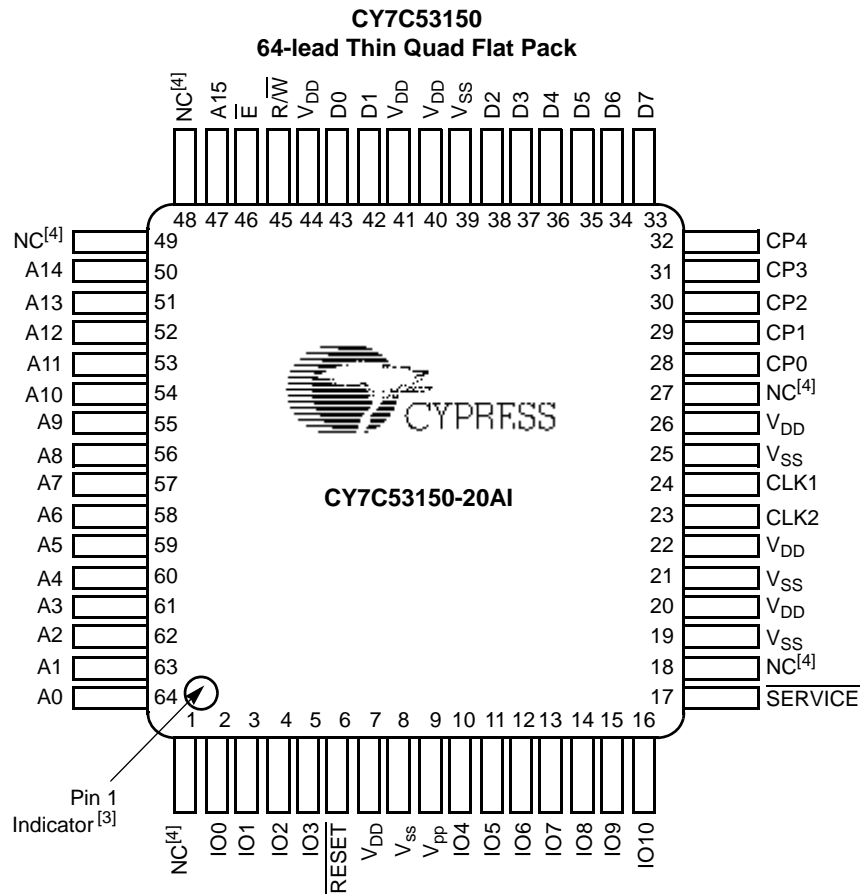 CY7C53150
64-lead Thin Quad Flat Pack
NC[4]
A15
E
R/W
VDD
D0
D1
VDD
VDD
VSS
D2
D3
D4
D5
D6
D7
48 47 46 45 44 43 42 41 40 39 38 37 36 35 34 33
NC[4] 49
A14 50
A13 51
A12 52
A11 53
A10 54
A9 55
A8 56
A7 57
A6 58
A5 59
A4 60
A3 61
A2 62
A1 63
A0 64
32 CP4
31 CP3
30 CP2
29 CP1
28 CP0
27 NC[4]
26 VDD
25 VSS
24 CLK1
23 CLK2
22 VDD
21 VSS
20 VDD
19 VSS
18 NC[4]
17 SERVICE
CYPRESS
CY7C53150-20AI
1 2 3 4 5 6 7 8 9 10 11 12 13 14 15 16
Pin 1
Indicator [3]
NC[4]
IO0
IO1
IO2
IO3
RESET
VDD
Vss
Vpp
IO4
IO5
IO6
IO7
IO8
IO9
IO10